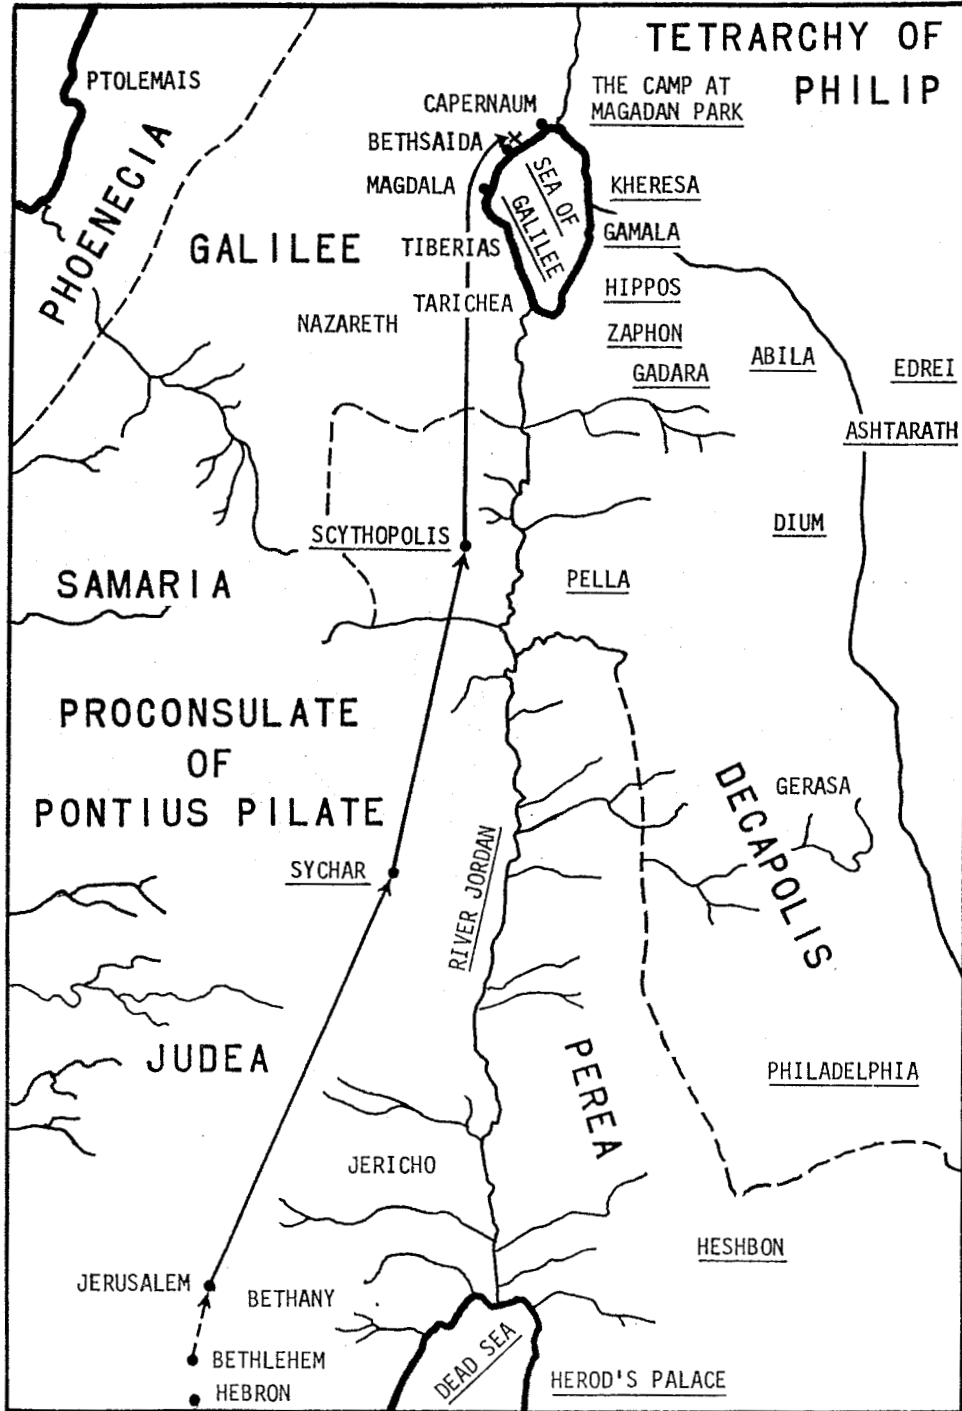 TETRARCHY OF
PHILIP
PTOLEMAIS
THE CAMP AT
MAGADAN PARK
CAPERNAUM
BETHSAIDA
MAGDALA
SEA OF
GALILEE
KHERESA
PHOENECIA
GALILEE
TIBERIAS
GAMALA
HIPPOS
TARICHEA
NAZARETH
ZAPHON
ABILA
GADARA
EDREI
ASHTARATH
DIUM
SCYTHOPOLIS
SAMARIA
PELLA
PROCONSULATE
OF
PONTIUS PILATE
DECAPOLIS
GERASA
SYCHAR
RIVER JORDAN
JUDEA
PEREA
PHILADELPHIA
JERICHO
HESHBON
JERUSALEM
BETHANY
BETHLEHEM
DEAD SEA
HEROD'S PALACE
HEBRON